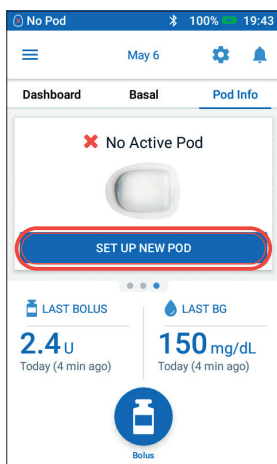 No Pod 100% 19:43
May 6
Dashboard Basal Pod Info
No Active Pod
SET UP NEW POD
LAST BOLUS LAST BG
2.4 U 150 mg/dL
Today (4 min ago) Today (4 min ago)
Bolus